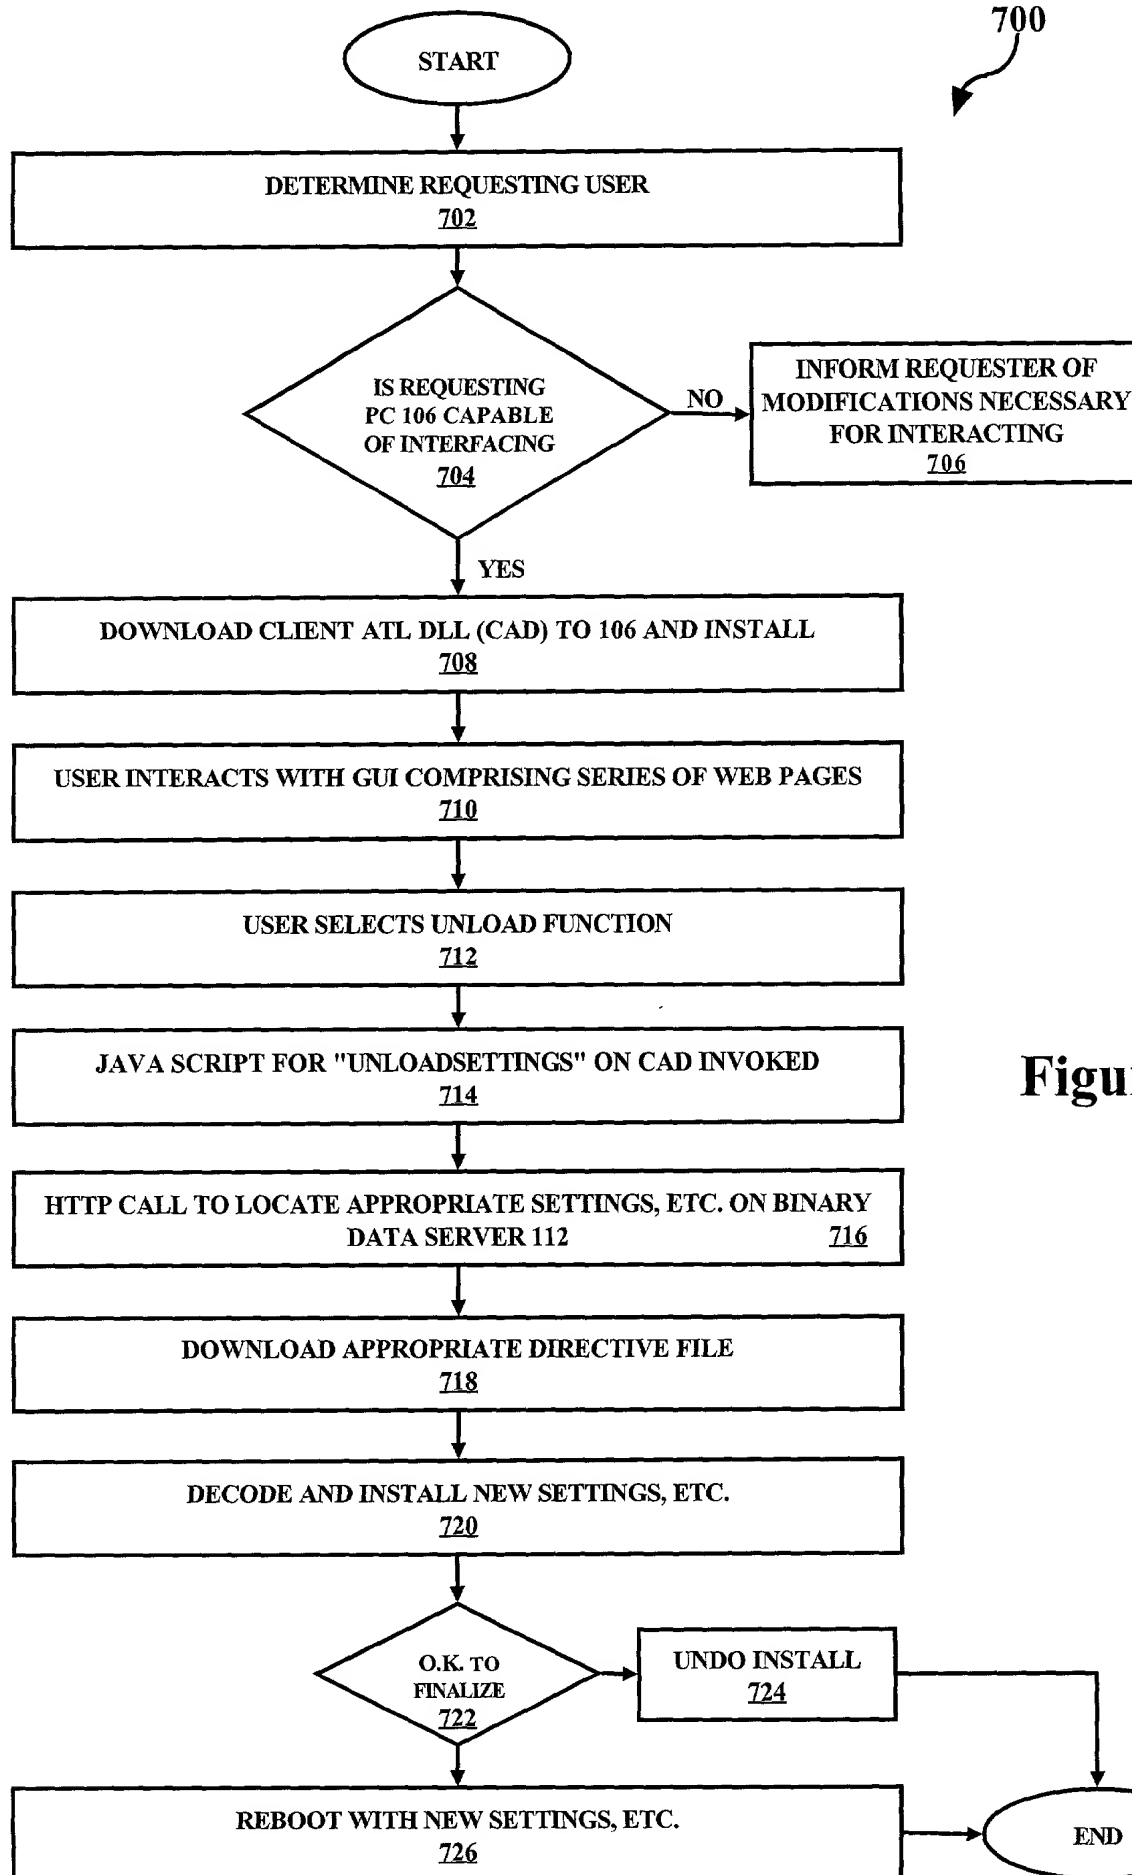 700
START
DETERMINE REQUESTING USER
702
IS REQUESTING
PC 106 CAPABLE
OF INTERFACING
704
NO
INFORM REQUESTER OF
MODIFICATIONS NECESSARY
FOR INTERACTING
706
YES
DOWNLOAD CLIENT ATL DLL (CAD) TO 106 AND INSTALL
708
USER INTERACTS WITH GUI COMPRISING SERIES OF WEB PAGES
710
USER SELECTS UNLOAD FUNCTION
712
JAVA SCRIPT FOR "UNLOADSETTINGS" ON CAD INVOKED
714
HTTP CALL TO LOCATE APPROPRIATE SETTINGS, ETC. ON BINARY
DATA SERVER 112 716
DOWNLOAD APPROPRIATE DIRECTIVE FILE
718
DECODE AND INSTALL NEW SETTINGS, ETC.
720
O.K. TO
FINALIZE
722
UNDO INSTALL
724
REBOOT WITH NEW SETTINGS, ETC.
726
END